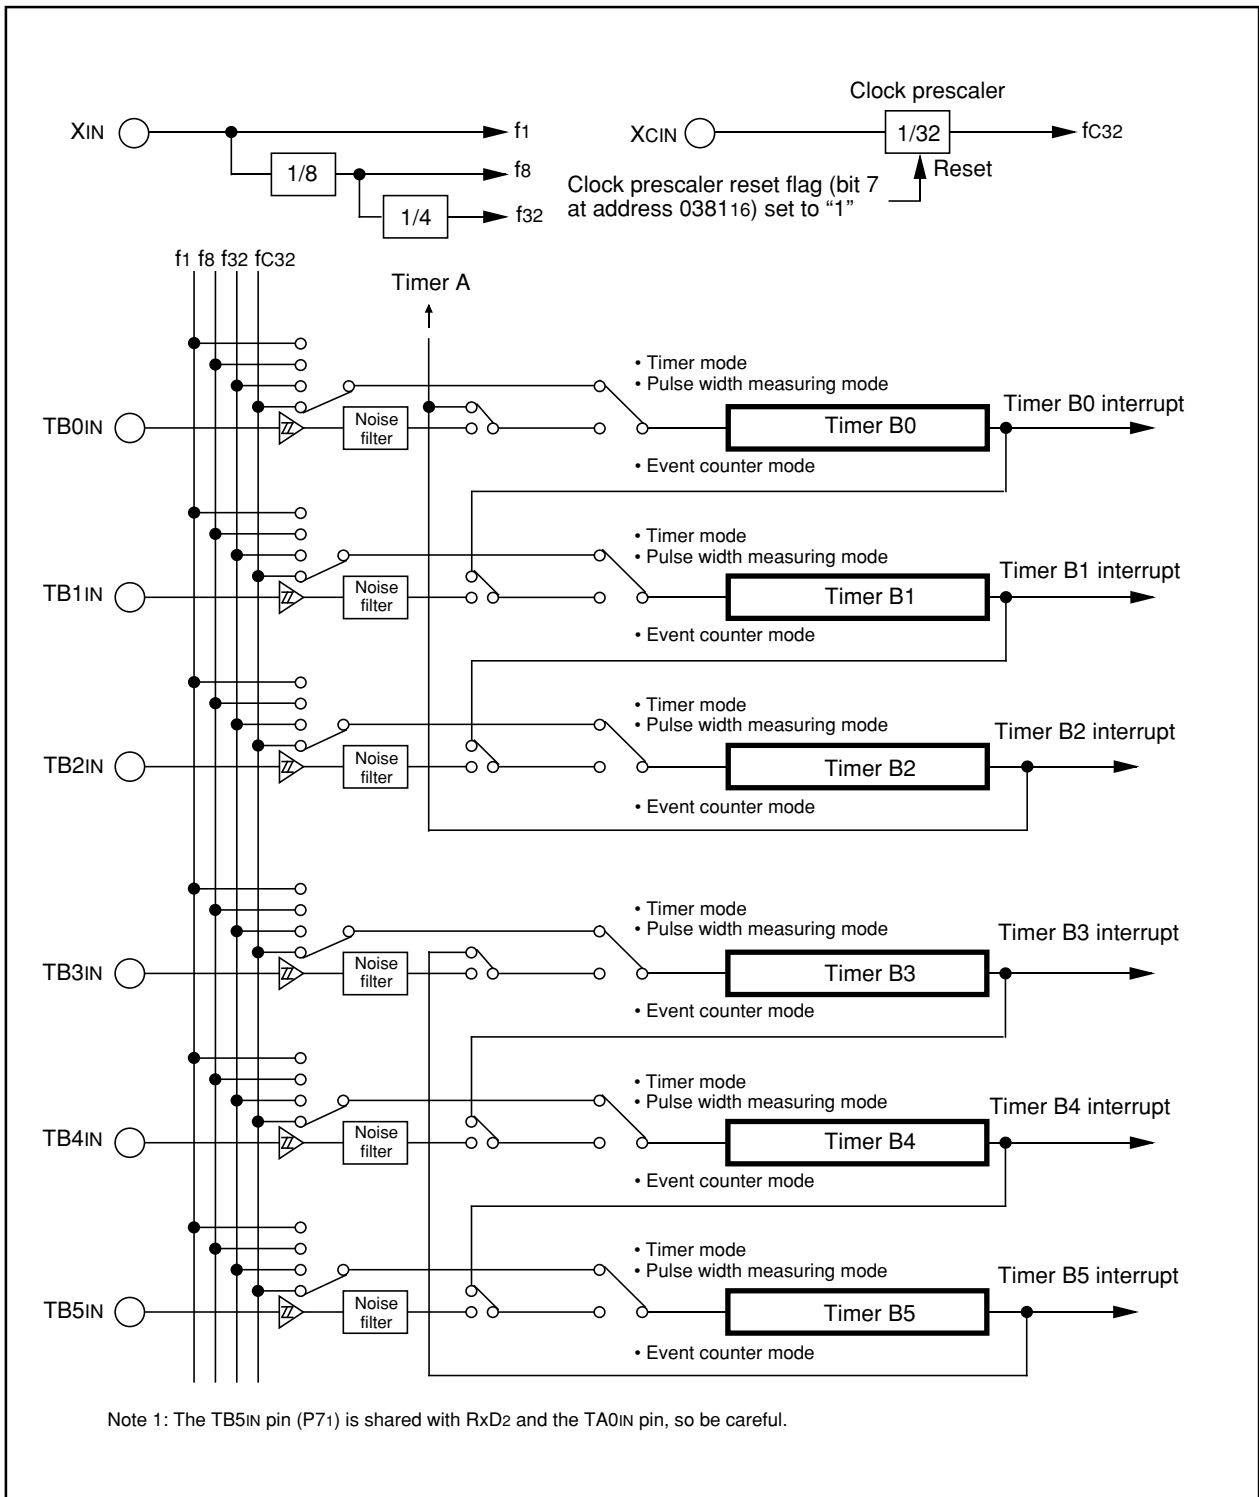 Clock prescaler
XIN
f1
XCIN
1/32
fC32
1/8
f8
Reset
Clock prescaler reset flag (bit 7
at address 038116) set to “1”
1/4
f32
f1 f8 f32 fC32
Timer A
• Timer mode
• Pulse width measuring mode
Timer B0 interrupt
TB0IN
Noise
filter
Timer B0
• Event counter mode
• Timer mode
• Pulse width measuring mode
Timer B1 interrupt
TB1IN
Noise
filter
Timer B1
• Event counter mode
• Timer mode
• Pulse width measuring mode
Timer B2 interrupt
TB2IN
Noise
filter
Timer B2
• Event counter mode
• Timer mode
• Pulse width measuring mode
Timer B3 interrupt
TB3IN
Noise
filter
Timer B3
• Event counter mode
• Timer mode
• Pulse width measuring mode
Timer B4 interrupt
TB4IN
Noise
filter
Timer B4
• Event counter mode
• Timer mode
• Pulse width measuring mode
Timer B5 interrupt
TB5IN
Noise
filter
Timer B5
• Event counter mode
Note 1: The TB5IN pin (P71) is shared with RxD2 and the TA0IN pin, so be careful.